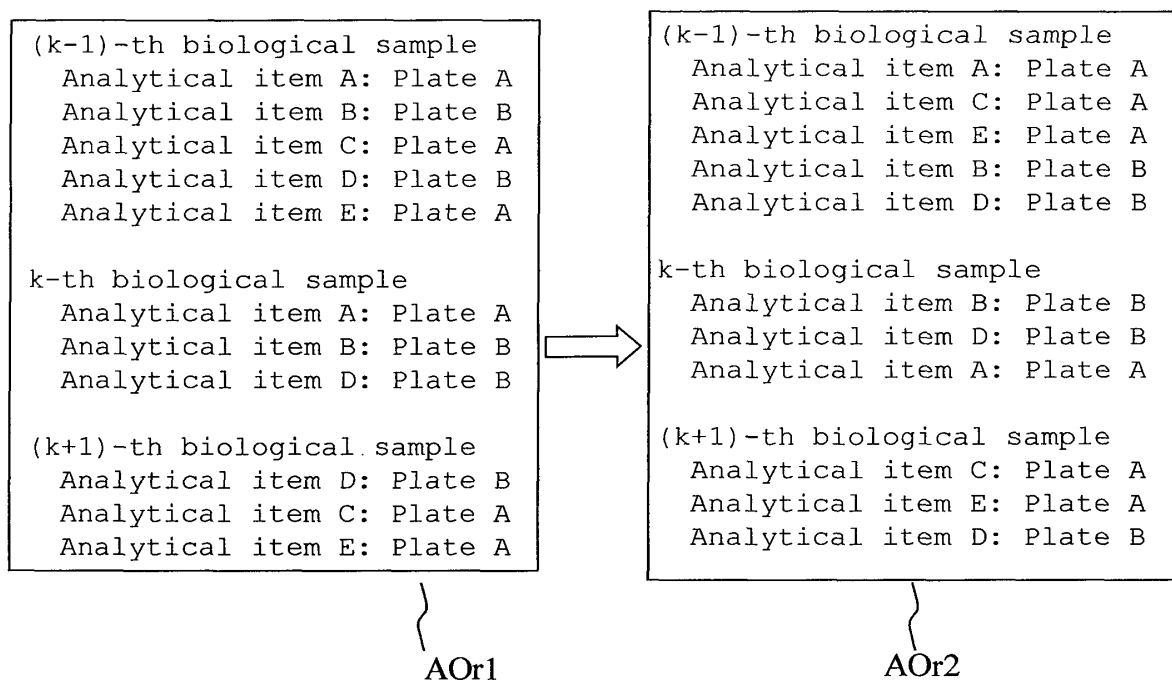 (k-1)-th biological sample
Analytical item A: Plate A
Analytical item B: Plate B
Analytical item C: Plate A
Analytical item D: Plate B
Analytical item E: Plate A
k-th biological sample
Analytical item A: Plate A
Analytical item B: Plate B
Analytical item D: Plate B
(k+1)-th biological sample
Analytical item D: Plate B
Analytical item C: Plate A
Analytical item E: Plate A
AOr1
(k-1)-th biological sample
Analytical item A: Plate A
Analytical item C: Plate A
Analytical item E: Plate A
Analytical item B: Plate B
Analytical item D: Plate B
k-th biological sample
Analytical item B: Plate B
Analytical item D: Plate B
Analytical item A: Plate A
(k+1)-th biological sample
Analytical item C: Plate A
Analytical item E: Plate A
Analytical item D: Plate B
AOr2